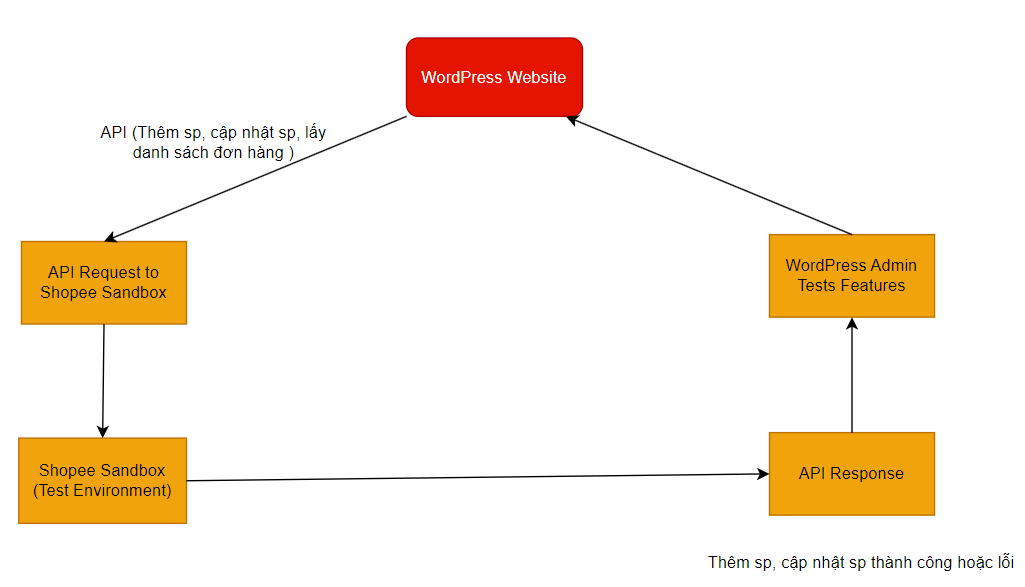 WordPress Website
API (Thêm sp, cập nhật sp, lấy
danh sách đơn hàng )
API Request to
Shopee Sandbox
WordPress Admin
Tests Features
Shopee Sandbox
(Test Environment)
API Response
Thêm sp, cập nhật sp thành công hoặc lỗi